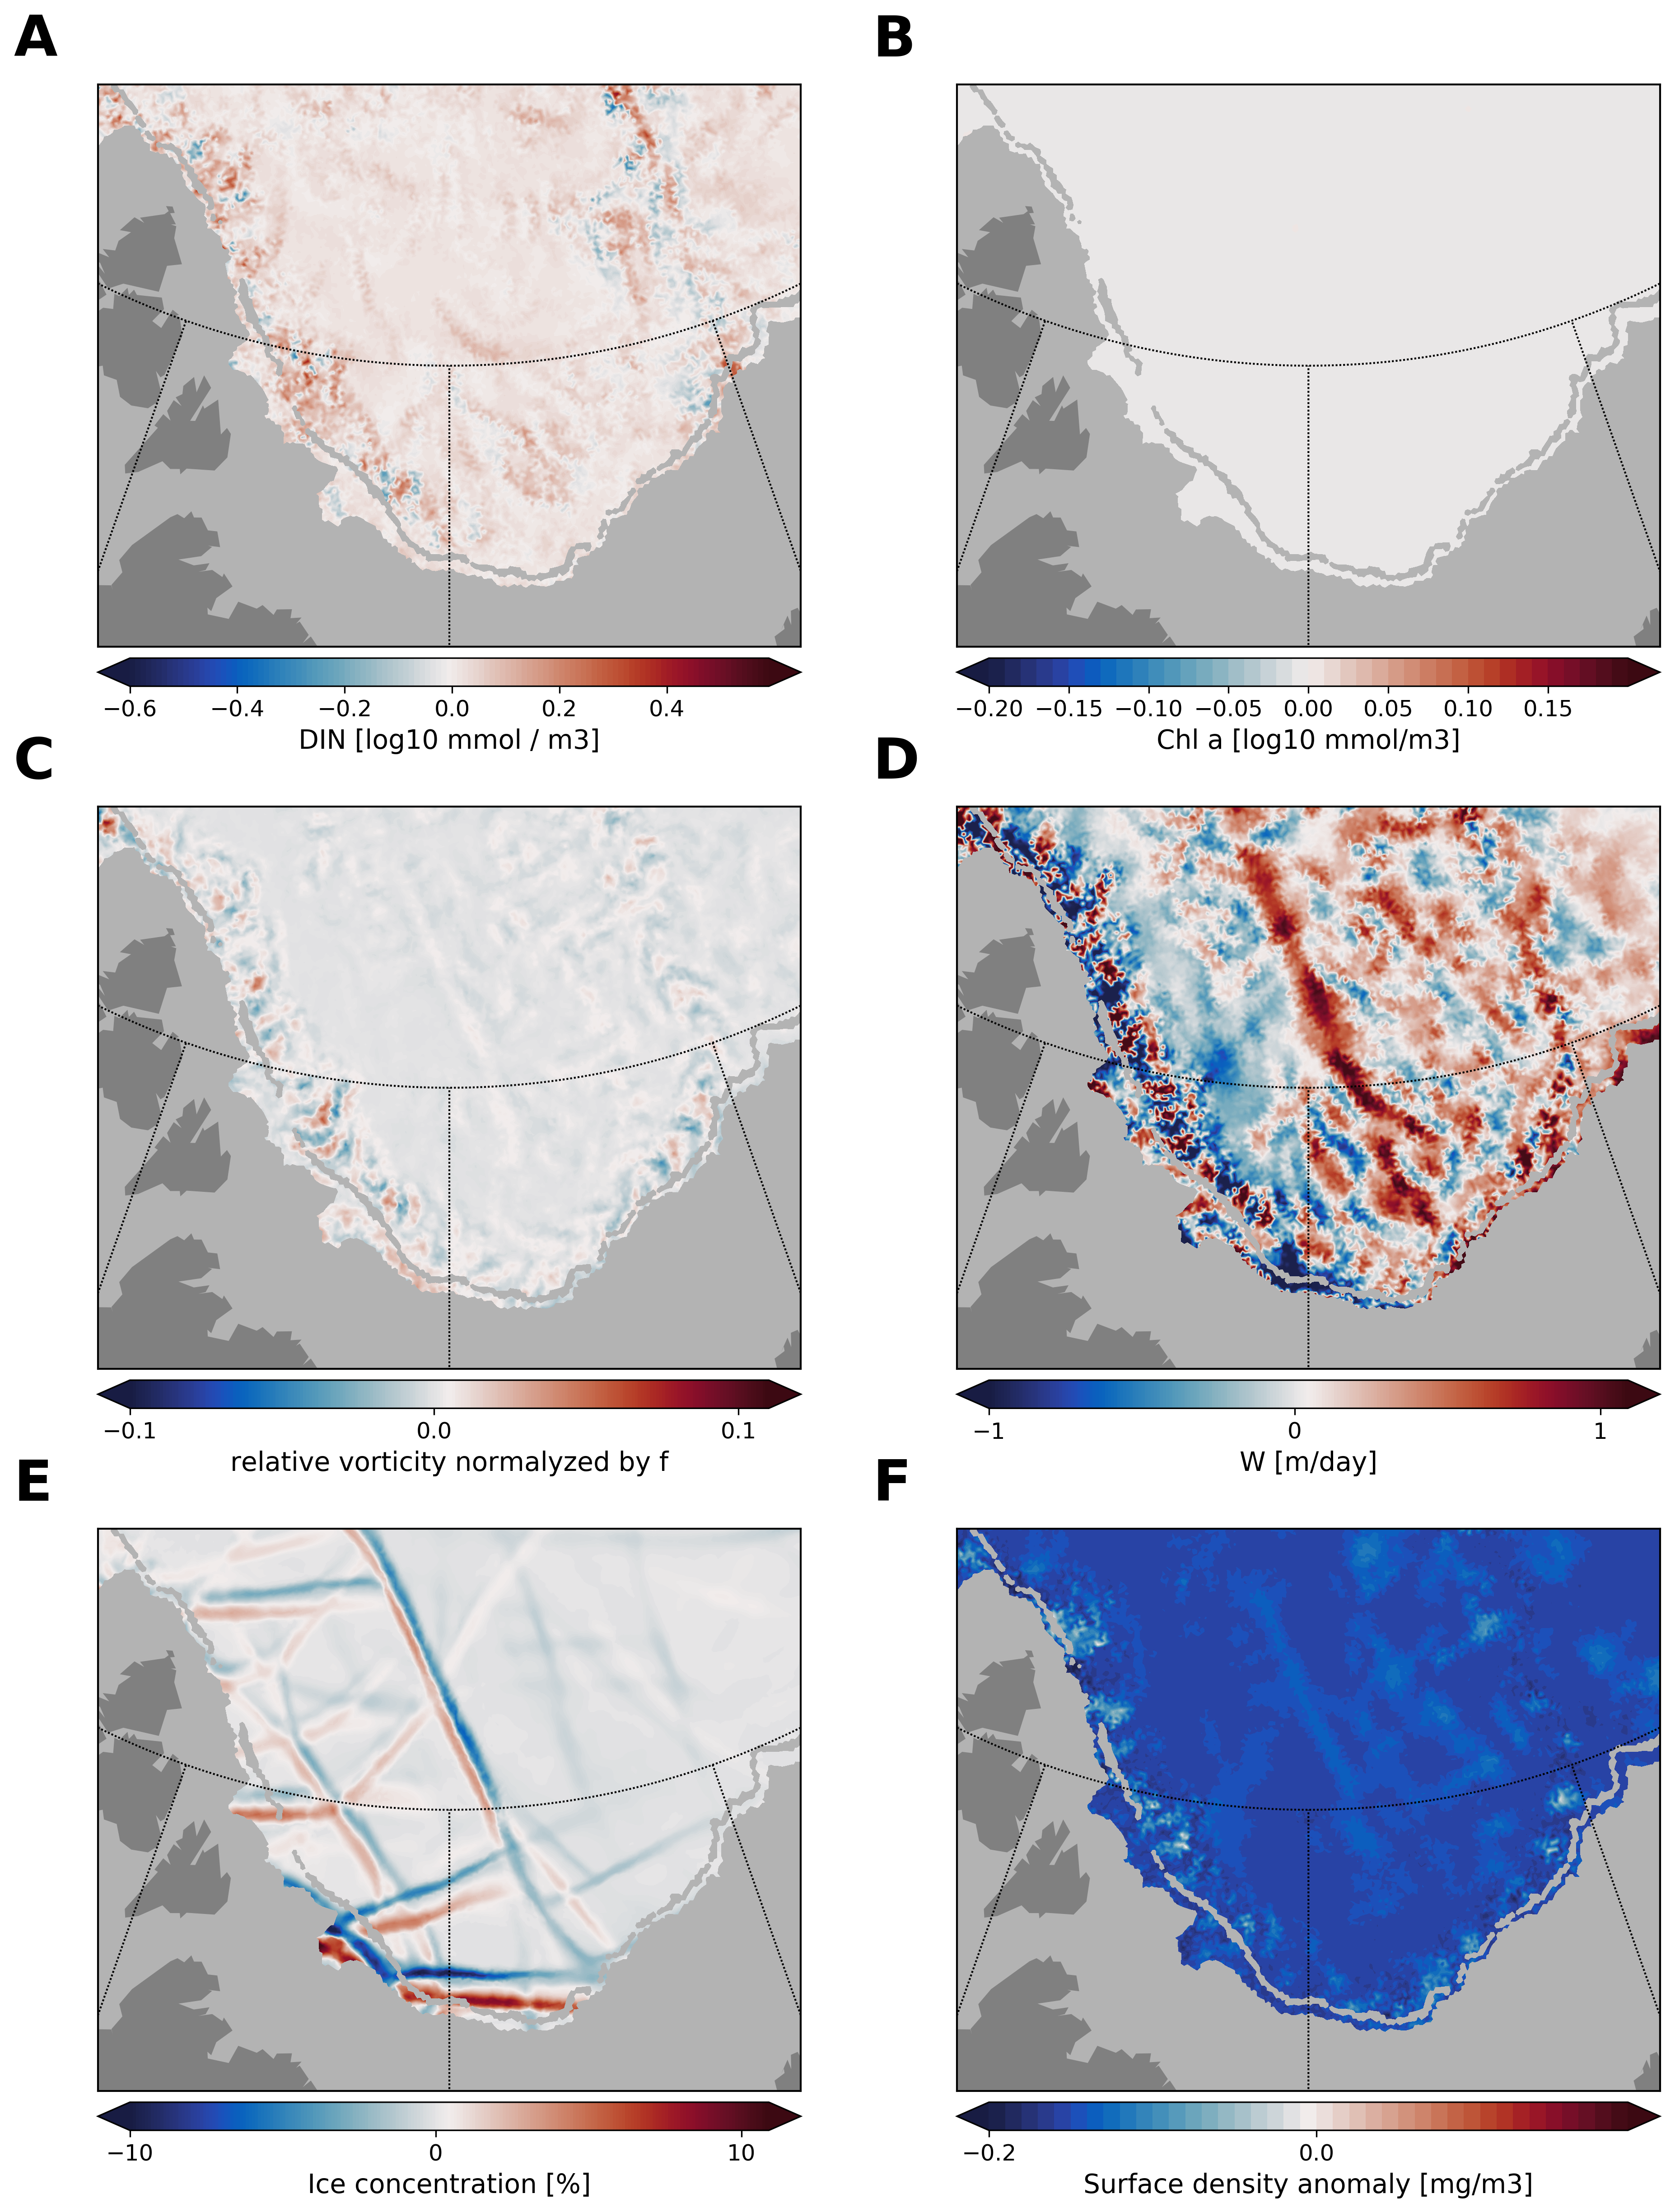 A
B
−0.6 −0.4 −0.2 0.0 0.2 0.4
DIN [log10 mmol / m3]
−0.20 −0.15 −0.10 −0.05 0.00 0.05 0.10 0.15
Chl a [log10 mmol/m3]
C
D
−0.1 0.0 0.1
relative vorticity normalyzed by f
−1 0 1
W [m/day]
E
F
−10 0 10
Ice concentration [%]
−0.2 0.0
Surface density anomaly [mg/m3]